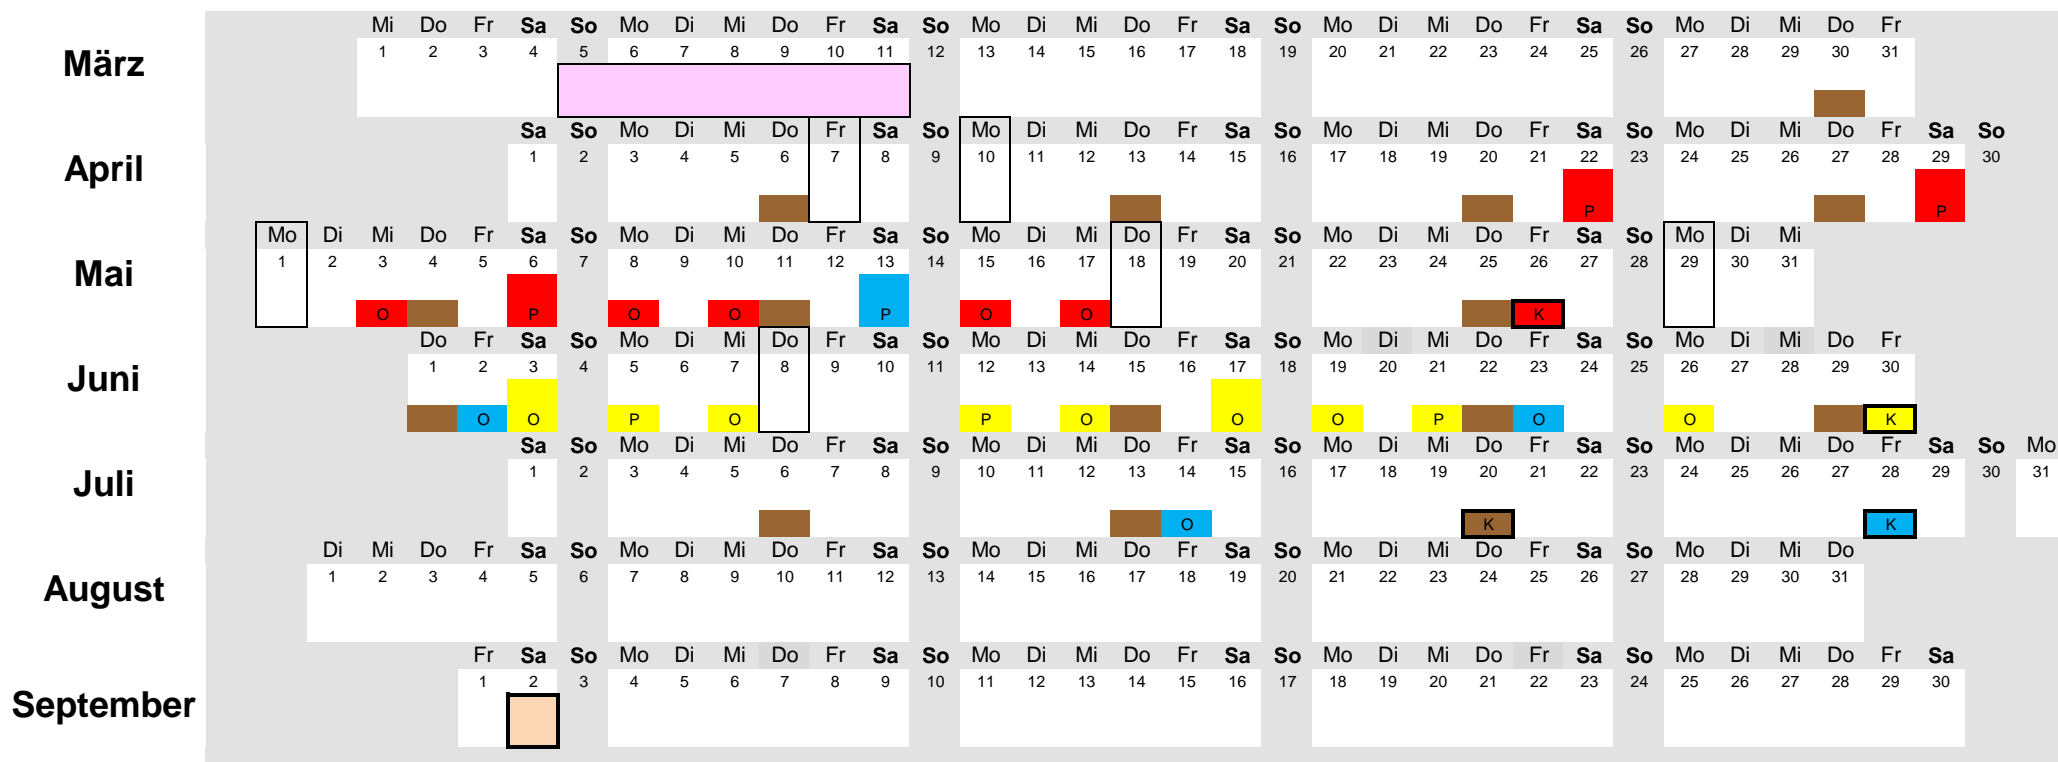 Mi Do Fr Sa So Mo Di Mi Do Fr Sa So Mo Di Mi Do Fr Sa So Mo Di Mi Do Fr Sa So Mo Di Mi Do Fr
März 1 2 3 4 5 6 7 8 9 10 11 12 13 14 15 16 17 18 19 20 21 22 23 24 25 26 27 28 29 30 31
Sa So Mo Di Mi Do Fr Sa So Mo Di Mi Do Fr Sa So Mo Di Mi Do Fr Sa So Mo Di Mi Do Fr Sa So
April 1 2 3 4 5 6 7 8 9 10 11 12 13 14 15 16 17 18 19 20 21 22 23 24 25 26 27 28 29 30
P P
Mo Di Mi Do Fr Sa So Mo Di Mi Do Fr Sa So Mo Di Mi Do Fr Sa So Mo Di Mi Do Fr Sa So Mo Di Mi
Mai 1 2 3 4 5 6 7 8 9 10 11 12 13 14 15 16 17 18 19 20 21 22 23 24 25 26 27 28 29 30 31
O P O O P O O K
Do Fr Sa So Mo Di Mi Do Fr Sa So Mo Di Mi Do Fr Sa So Mo Di Mi Do Fr Sa So Mo Di Mi Do Fr
Juni 1 2 3 4 5 6 7 8 9 10 11 12 13 14 15 16 17 18 19 20 21 22 23 24 25 26 27 28 29 30
O O P O P O O O P O O K
Sa So Mo Di Mi Do Fr Sa So Mo Di Mi Do Fr Sa So Mo Di Mi Do Fr Sa So Mo Di Mi Do Fr Sa So Mo
Juli 1 2 3 4 5 6 7 8 9 10 11 12 13 14 15 16 17 18 19 20 21 22 23 24 25 26 27 28 29 30 31
O K K
Di Mi Do Fr Sa So Mo Di Mi Do Fr Sa So Mo Di Mi Do Fr Sa So Mo Di Mi Do Fr Sa So Mo Di Mi Do
August 1 2 3 4 5 6 7 8 9 10 11 12 13 14 15 16 17 18 19 20 21 22 23 24 25 26 27 28 29 30 31
Fr Sa So Mo Di Mi Do Fr Sa So Mo Di Mi Do Fr Sa So Mo Di Mi Do Fr Sa So Mo Di Mi Do Fr Sa
September 1 2 3 4 5 6 7 8 9 10 11 12 13 14 15 16 17 18 19 20 21 22 23 24 25 26 27 28 29 30